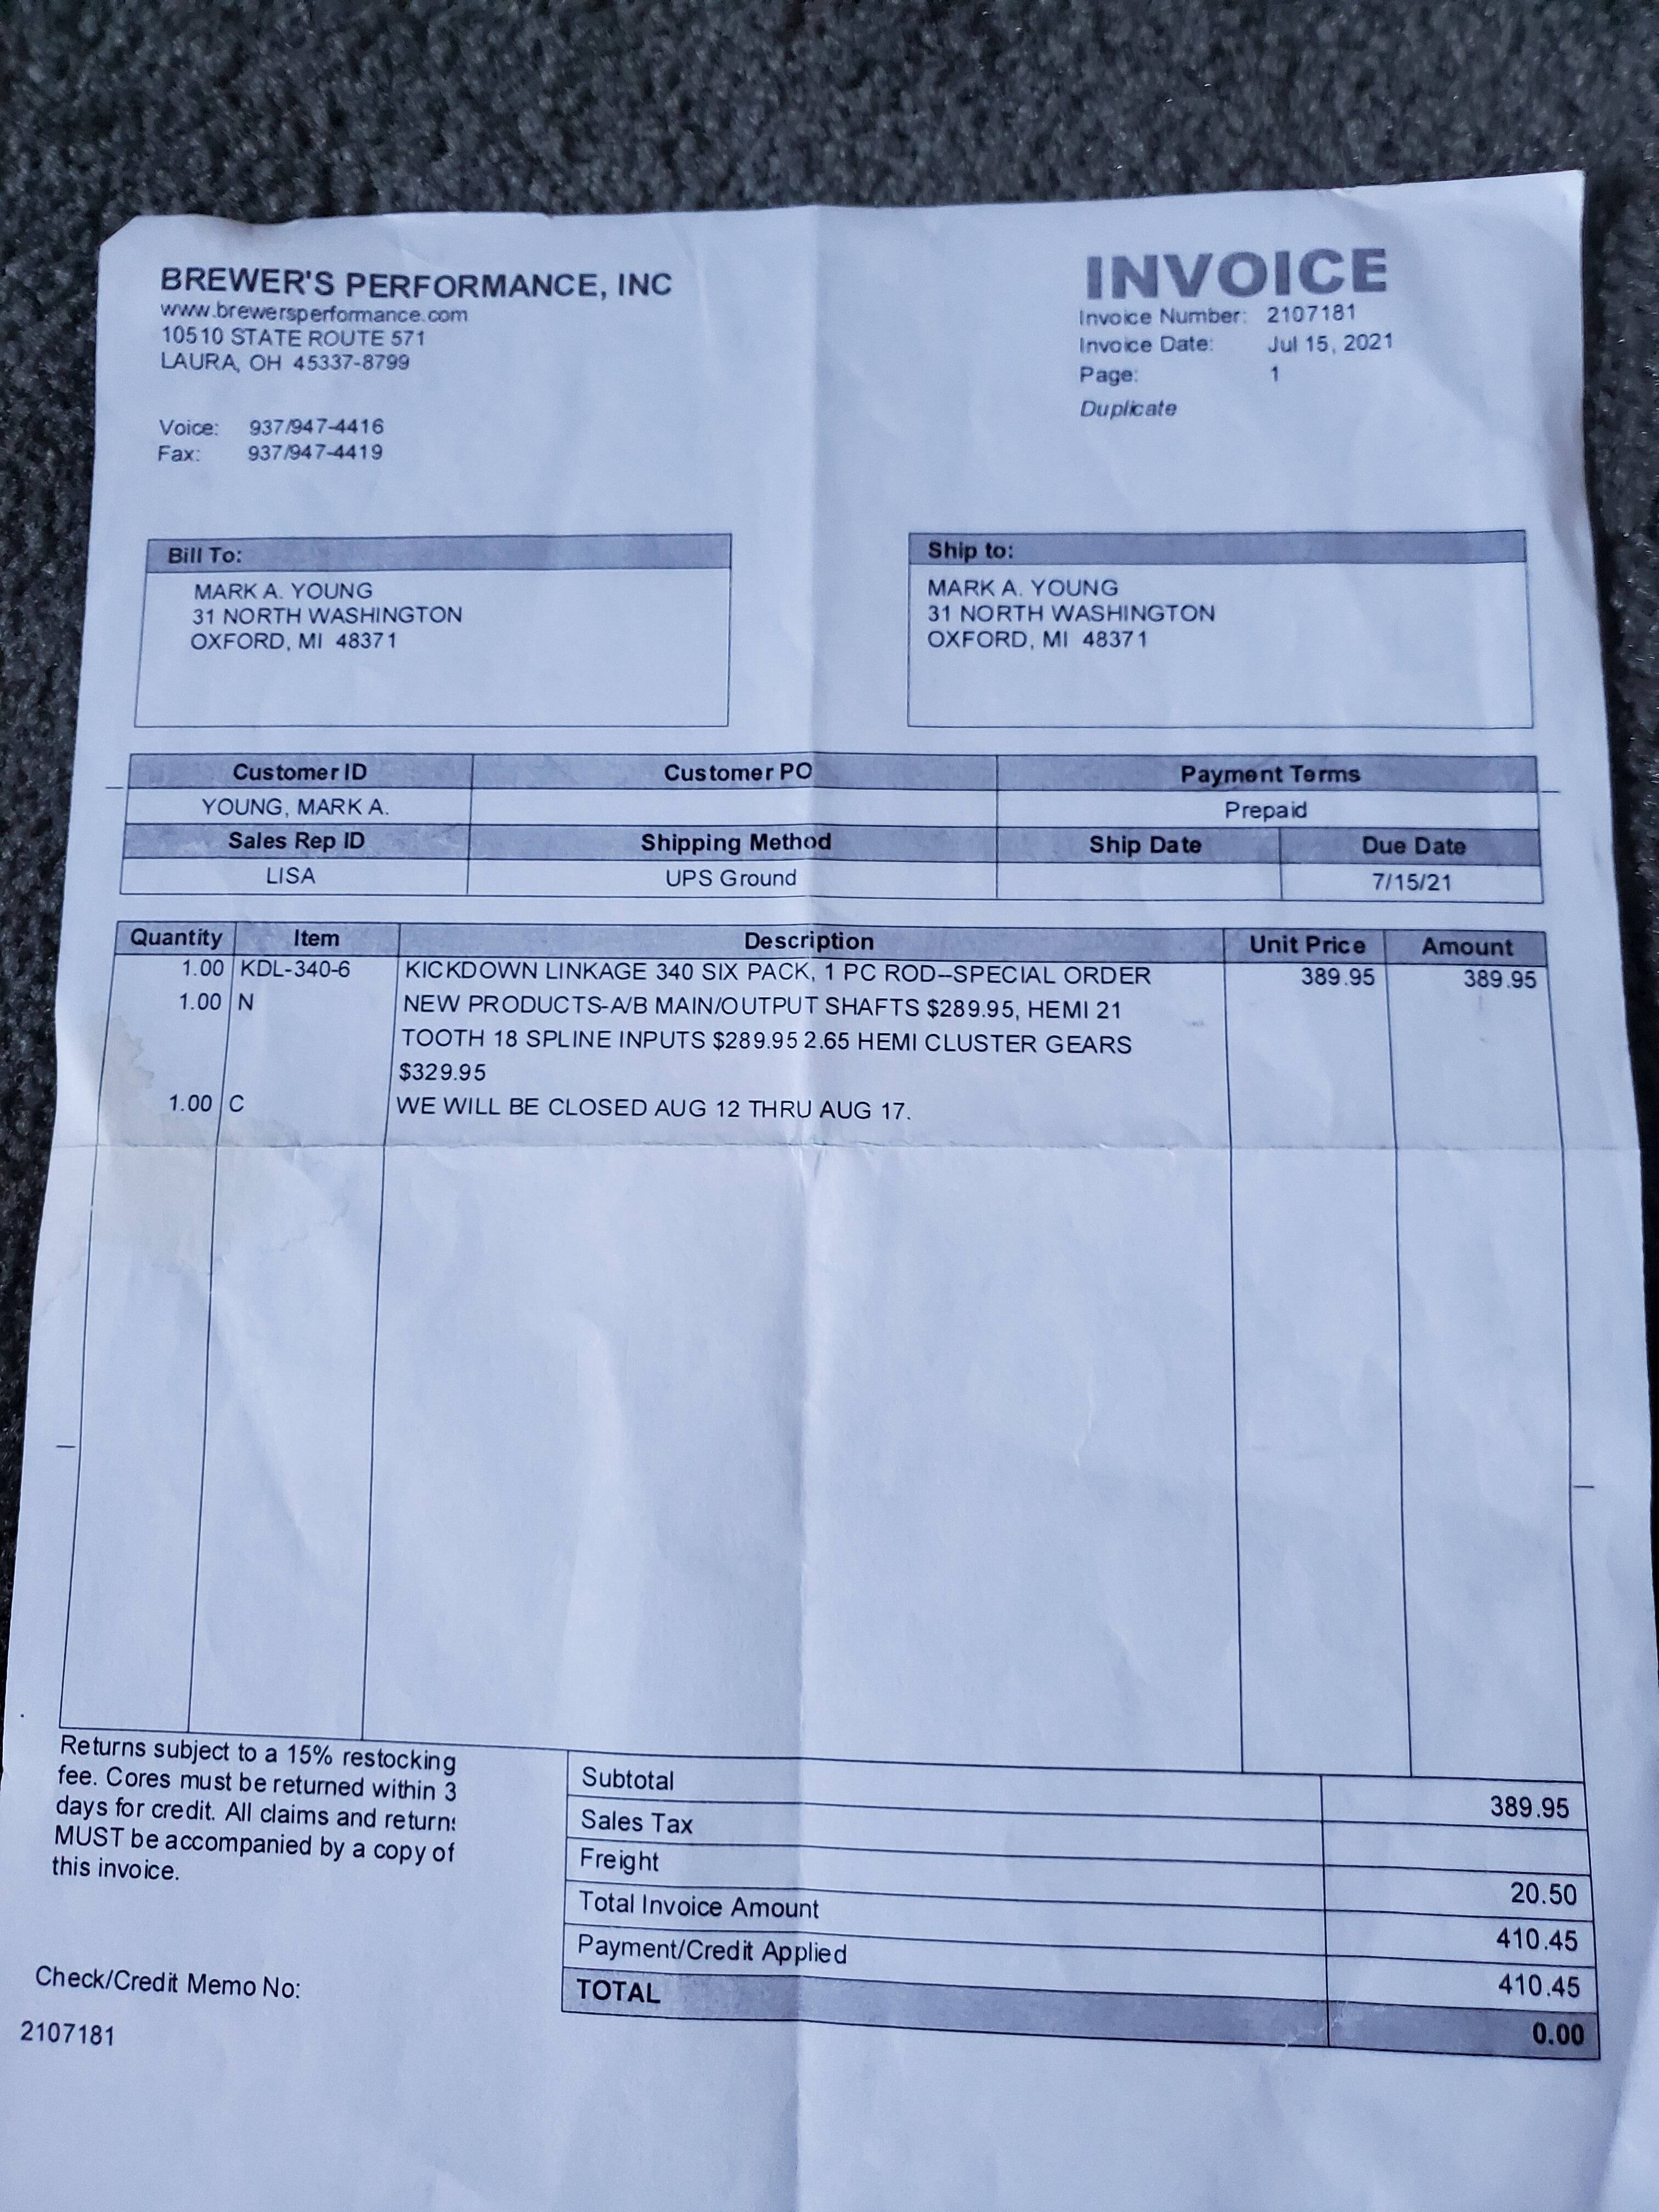 BREWER'S PERFORMANCE, INC
www.brewersperformance.com
10510 STATE ROUTE 571
LAURA, OH 45337-8799
Voice: 937/947-4416
Fax: 937/947-4419
INVOICE
Invoice Number: 2107181
Invoice Date: Jul 15, 2021
Page: 1
Duplicate
Bill To:
MARK A. YOUNG
31 NORTH WASHINGTON
OXFORD, MI 48371
Ship to:
MARK A. YOUNG
31 NORTH WASHINGTON
OXFORD, MI 48371
Customer ID Customer PO Payment Terms
YOUNG, MARK A. Prepaid
Sales Rep ID Shipping Method Ship Date Due Date
LISA UPS Ground 7/15/21
Quantity Item Description Unit Price Amount
1.00 KDL-340-6 KICKDOWN LINKAGE 340 SIX PACK, 1 PC ROD--SPECIAL ORDER 389.95 389.95
1.00 N NEW PRODUCTS-A/B MAIN/OUTPUT SHAFTS $289.95, HEMI 21
TOOTH 18 SPLINE INPUTS $289.95 2.65 HEMI CLUSTER GEARS
$329.95
1.00 C WE WILL BE CLOSED AUG 12 THRU AUG 17.
Returns subject to a 15% restocking
fee. Cores must be returned within 3
days for credit. All claims and returns
MUST be accompanied by a copy of
this invoice.
Check/Credit Memo No:
2107181
Subtotal 389.95
Sales Tax
Freight 20.50
Total Invoice Amount 410.45
Payment/Credit Applied 410.45
TOTAL 0.00